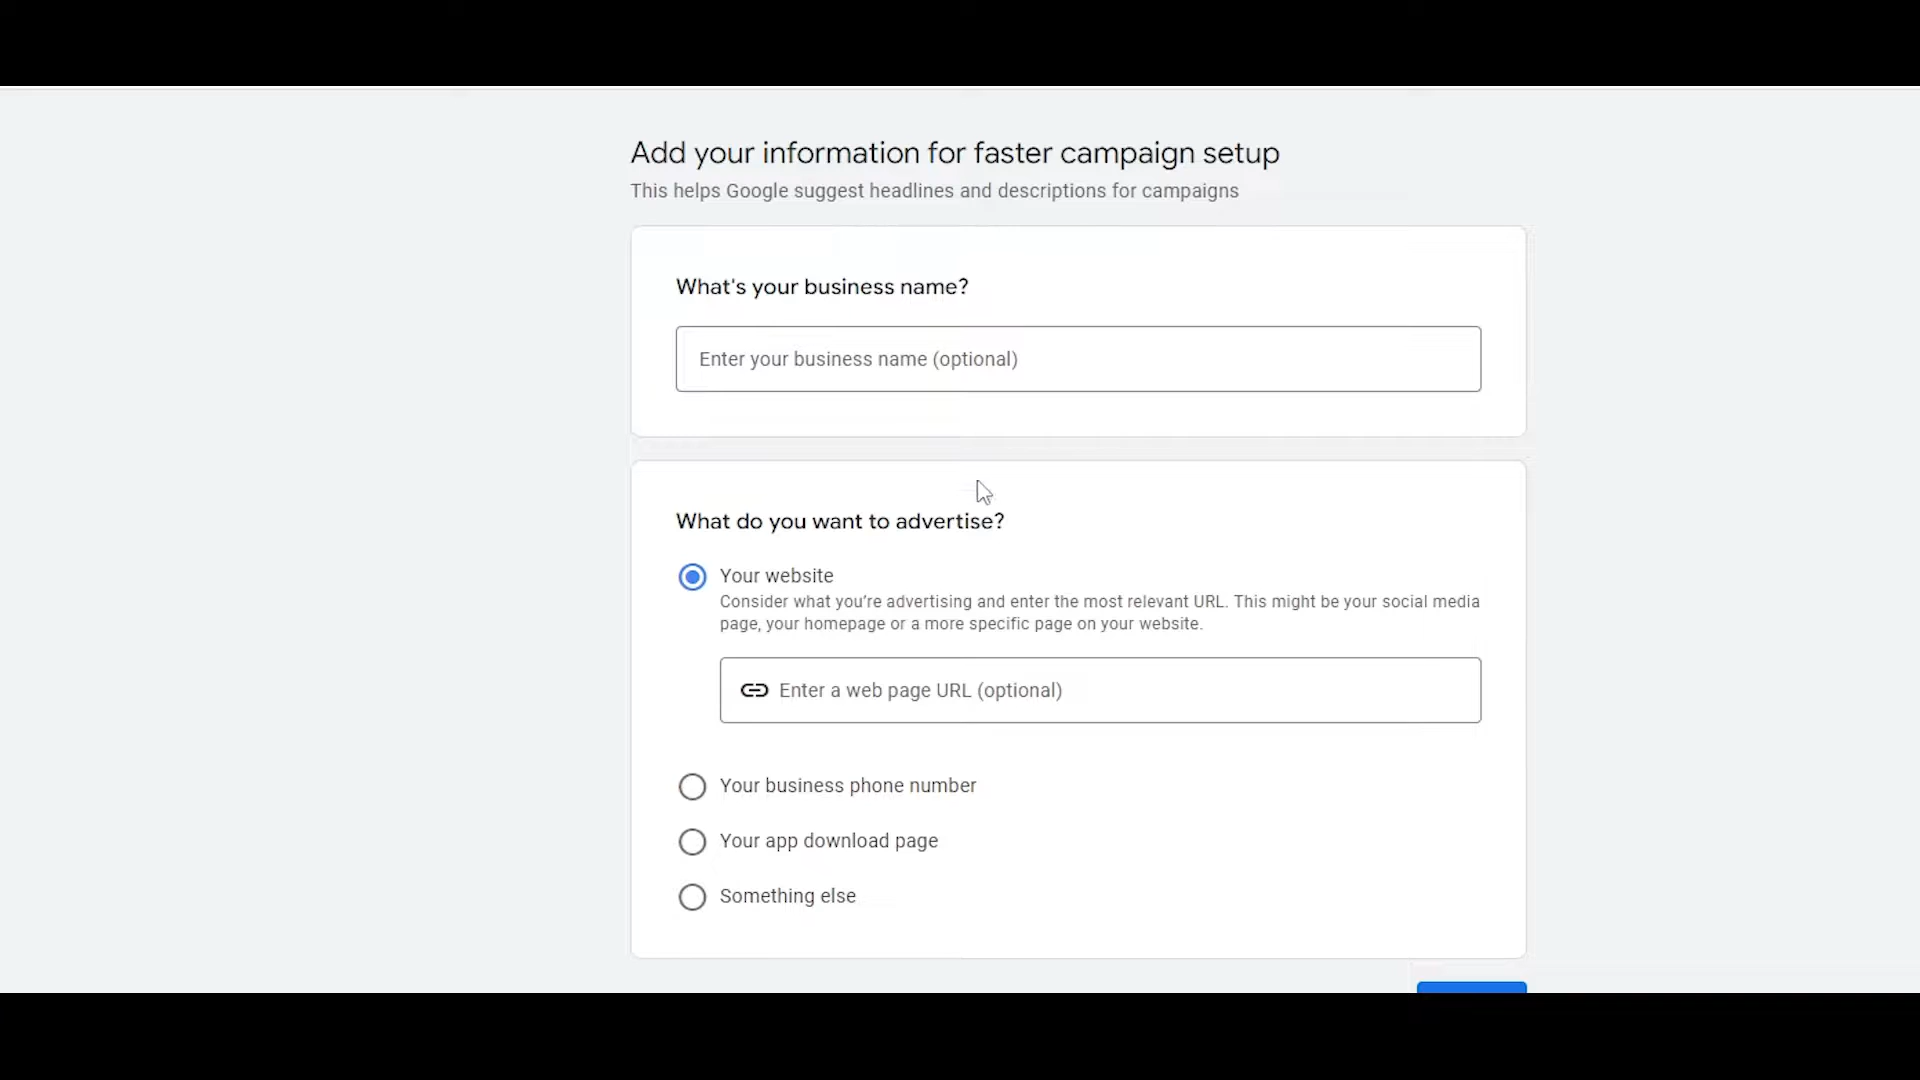 Add your information for faster campaign setup
This helps Google suggest headlines and descriptions for campaigns
What's your business name?
Enter your business name (optional)
What do you want to advertise?
Your website
Consider what you’re advertising and enter the most relevant URL. This might be your social media
page, your homepage or a more specific page on your website.
Enter a web page URL (optional)
Your business phone number
Your app download page
Something else